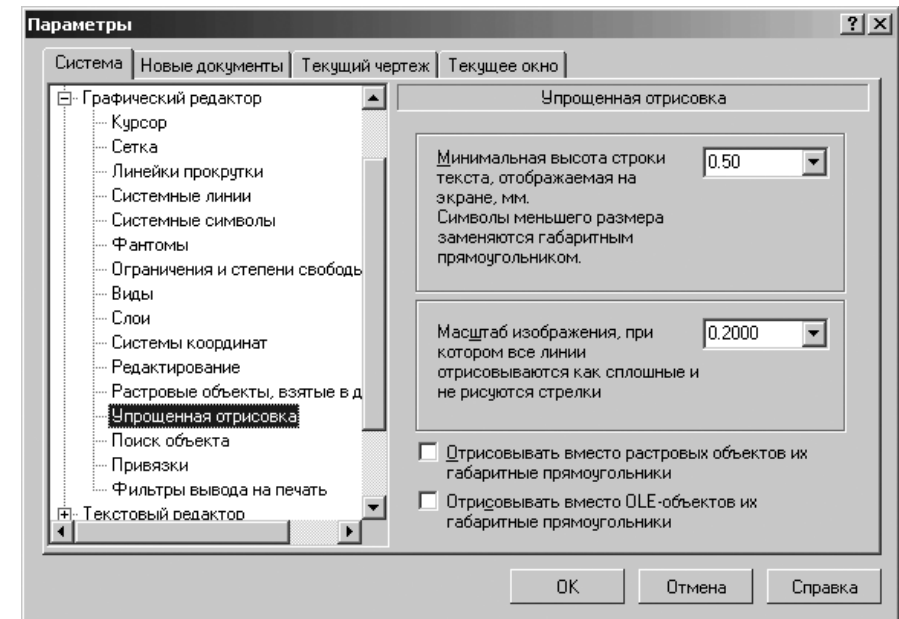 Параметры
Система Новые документы Текущий чертеж Текущее окно
Графический редактор
Курсор
Сетка
Линейки прокрутки
Системные линии
Системные символы
Фантомы
Ограничения и степени свободы
Виды
Слои
Системы координат
Редактирование
Растровые объекты, взятые в д
Упрощенная отрисовка
Поиск объекта
Привязки
Фильтры вывода на печать
Текстовый редактор
Упрощенная отрисовка
Минимальная высота строки
текста, отображаемая на
экране, мм.
Символы меньшего размера
заменяются габаритным
прямоугольником.
0.50
Масштаб изображения, при
котором все линии
отрисовываются как сплошные и
не рисуются стрелки
0.2000
Отрисовывать вместо растровых объектов их
габаритные прямоугольники
Отрисовывать вместо OLE-объектов их
габаритные прямоугольники
OK Отмена Справка